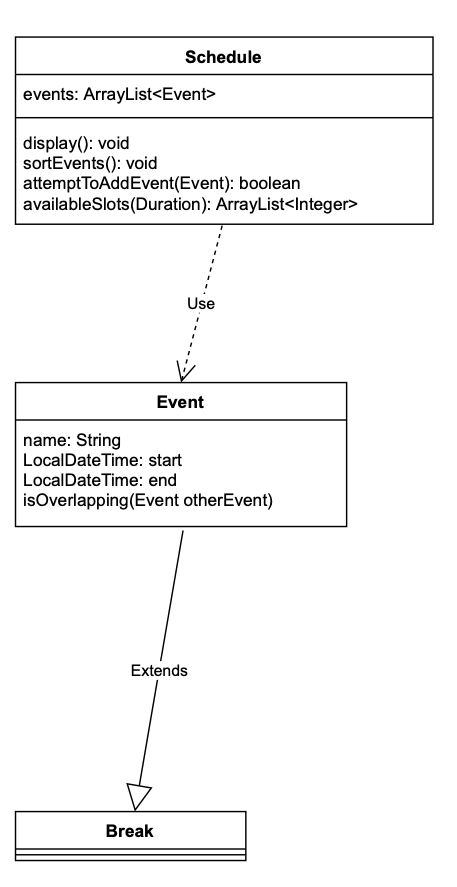 Schedule
events: ArrayList<Event>
display(): void
sortEvents(): void
attemptToAddEvent(Event): boolean
availableSlots(Duration): ArrayList<Integer>
Use
Event
name: String
LocalDateTime: start
LocalDateTime: end
isOverlapping(Event otherEvent)
Extends
Break